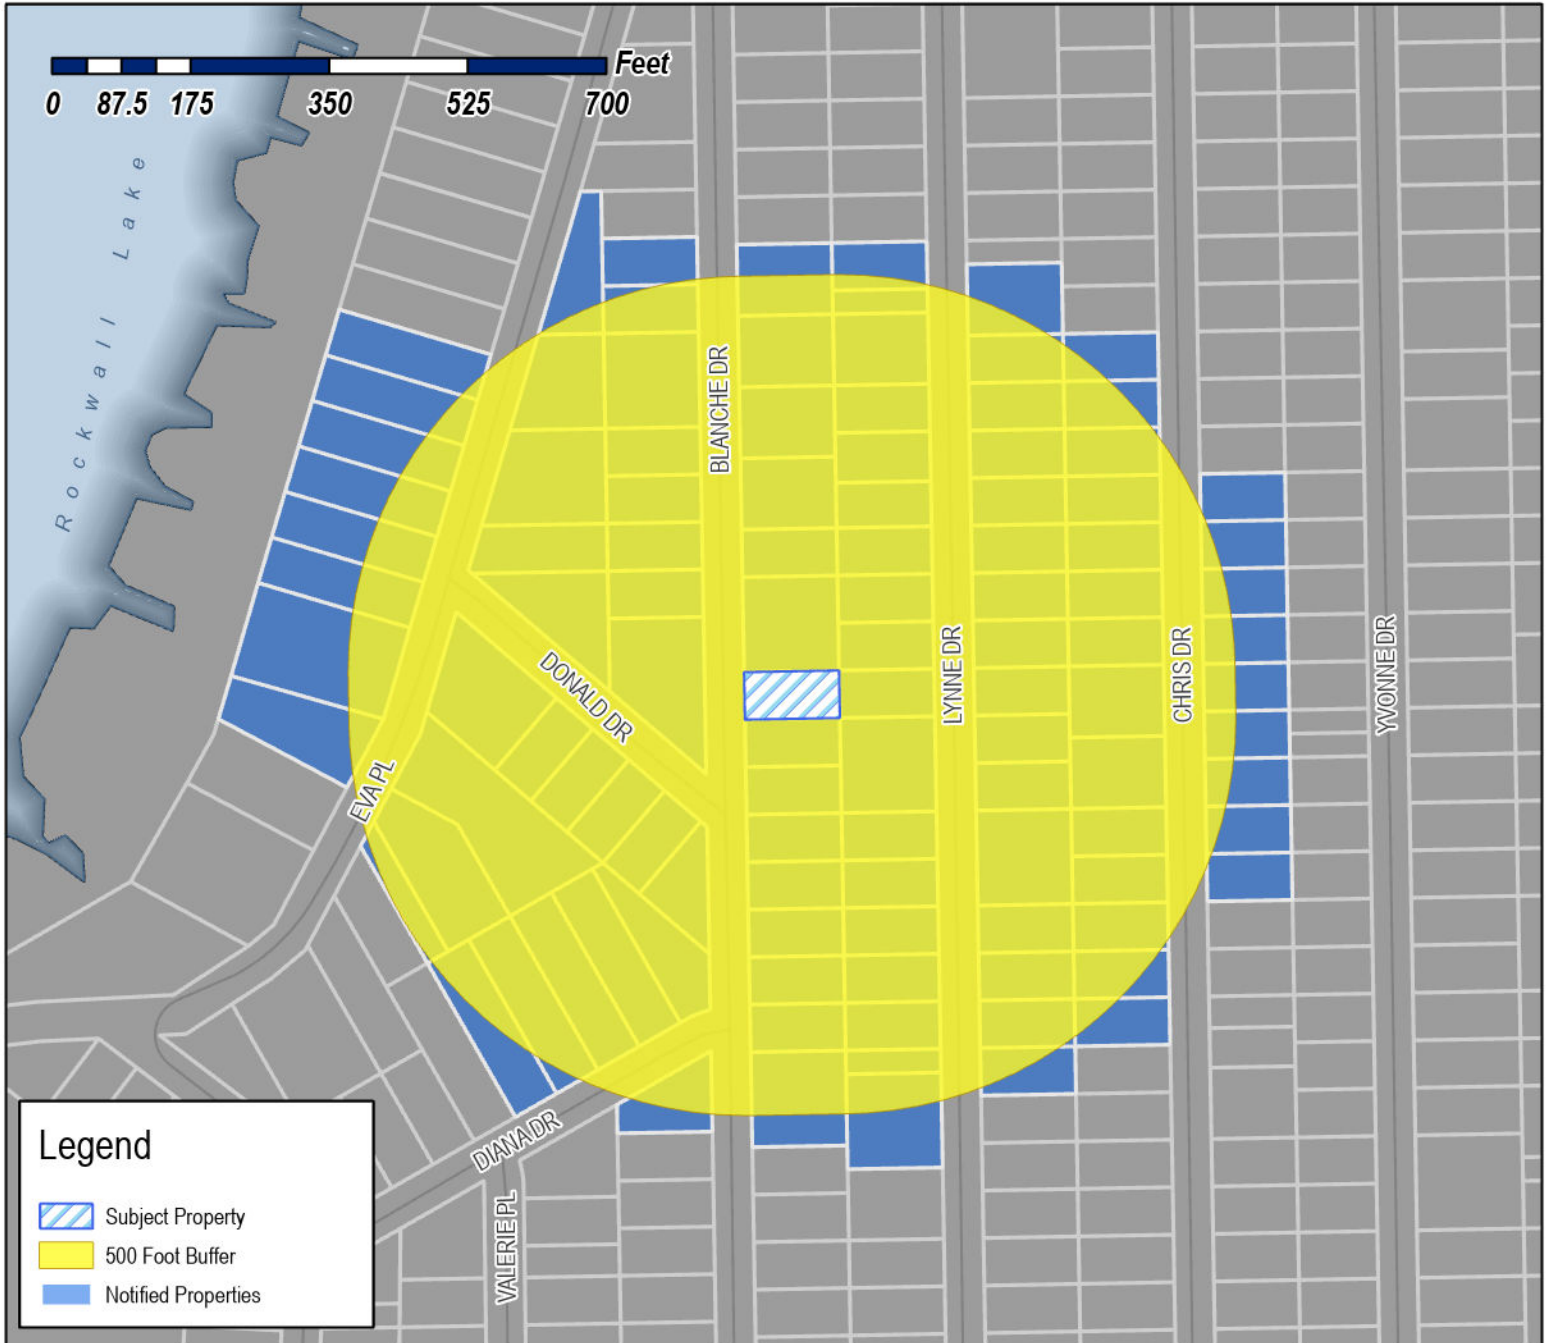 Feet
0 87.5 175 350 525 700
Rockwall Lake
BLANCHE DR
LYNNE DR
CHRIS DR
YVONNE DR
DONALD DR
EVA PL
DIANA DR
VALERIE PL
Legend
Subject Property
500 Foot Buffer
Notified Properties